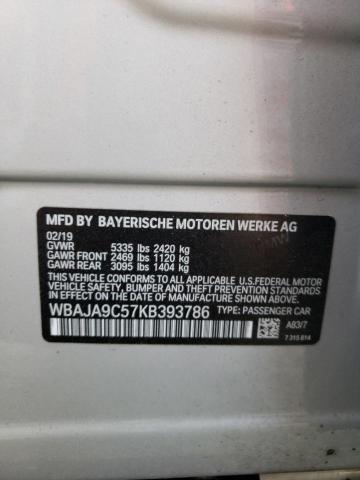 MFD BY BAYERISCHE MOTOREN WERKE AG
02/19
GVWR 5335 lbs 2420 kg
GAWR FRONT 2469 lbs 1120 kg
GAWR REAR 3095 lbs 1404 kg
THIS VEHICLE CONFORMS TO ALL APPLICABLE U.S.FEDERAL MOTOR
VEHICLE SAFETY, BUMPER, AND THEFT PREVENTION STANDARDS
IN EFFECT ON THE DATE OF MANUFACTURE SHOWN ABOVE.
WBAJA9C57KB393786 TYPE: PASSENGER CAR
A83/7
7 315 614